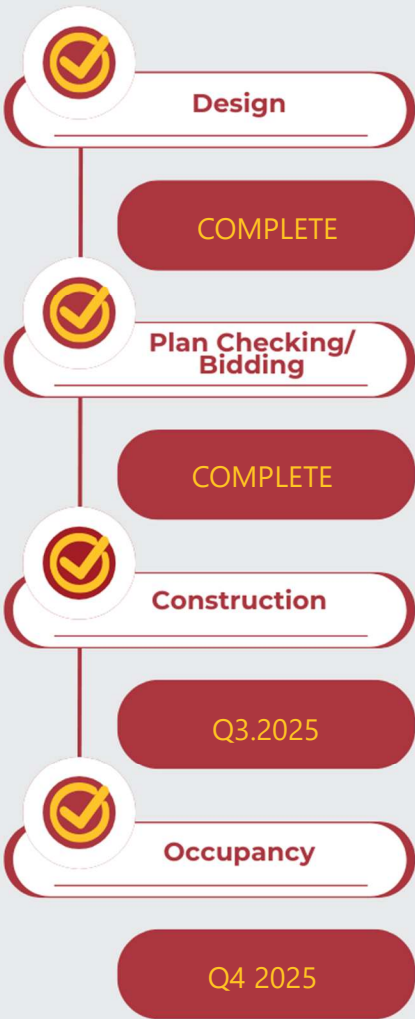 Design
COMPLETE
Plan Checking/
Bidding
COMPLETE
Construction
Q3.2025
Occupancy
Q4 2025